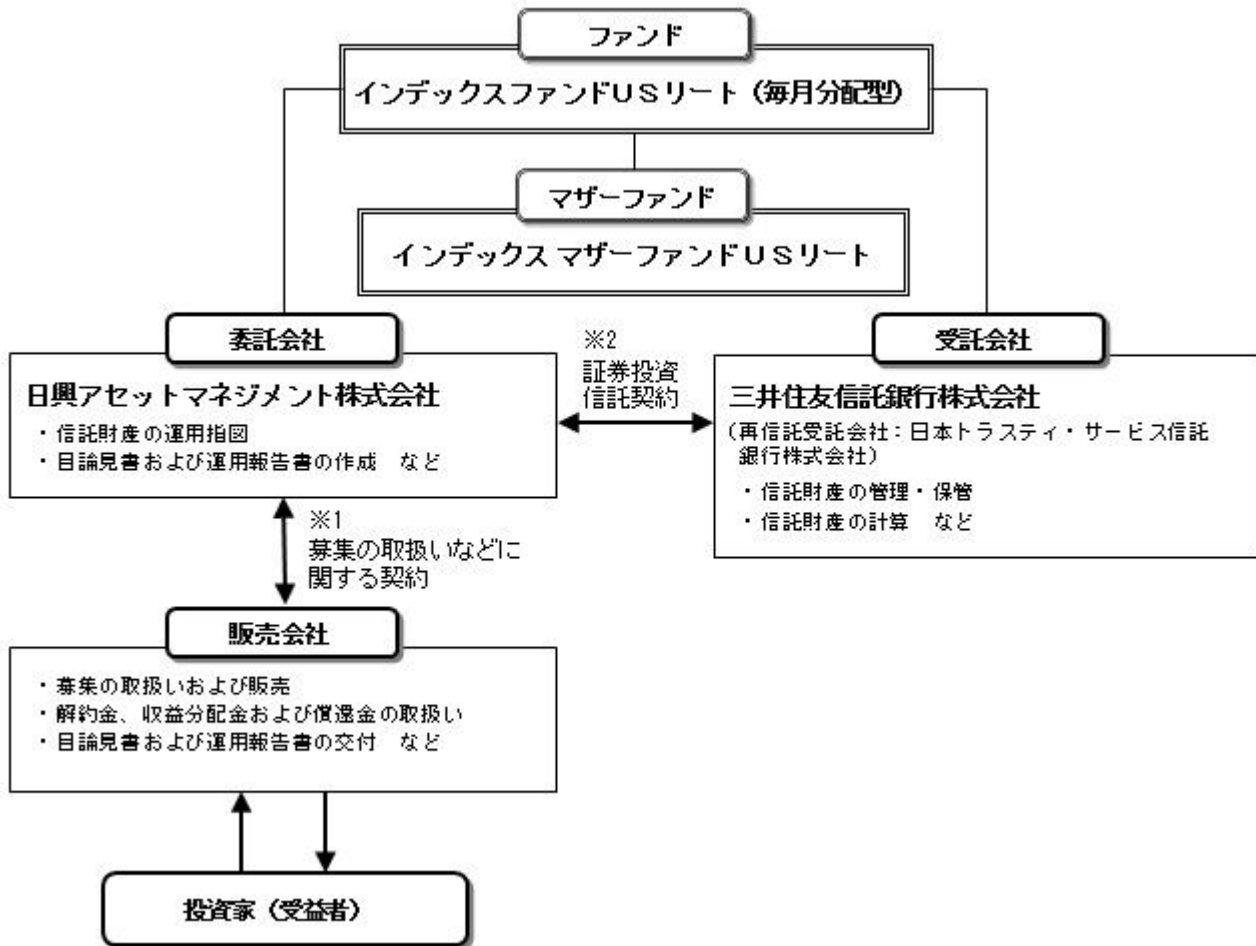 ファンド
インデックスファンドUSリート（毎月分配型）
マザーファンド
インデックス マザーファンドUSリート
委託会社
日興アセットマネジメント株式会社
・信託財産の運用指図
・目論見書および運用報告書の作成　など
※2
証券投資
信託契約
受託会社
三井住友信託銀行株式会社
（再信託受託会社：日本トラスティ・サービス信託
銀行株式会社）
・信託財産の管理・保管
・信託財産の計算　など
※1
募集の取扱いなどに
関する契約
販売会社
・募集の取扱いおよび販売
・解約金、収益分配金および償還金の取扱い
・目論見書および運用報告書の交付　など
投資家（受益者）